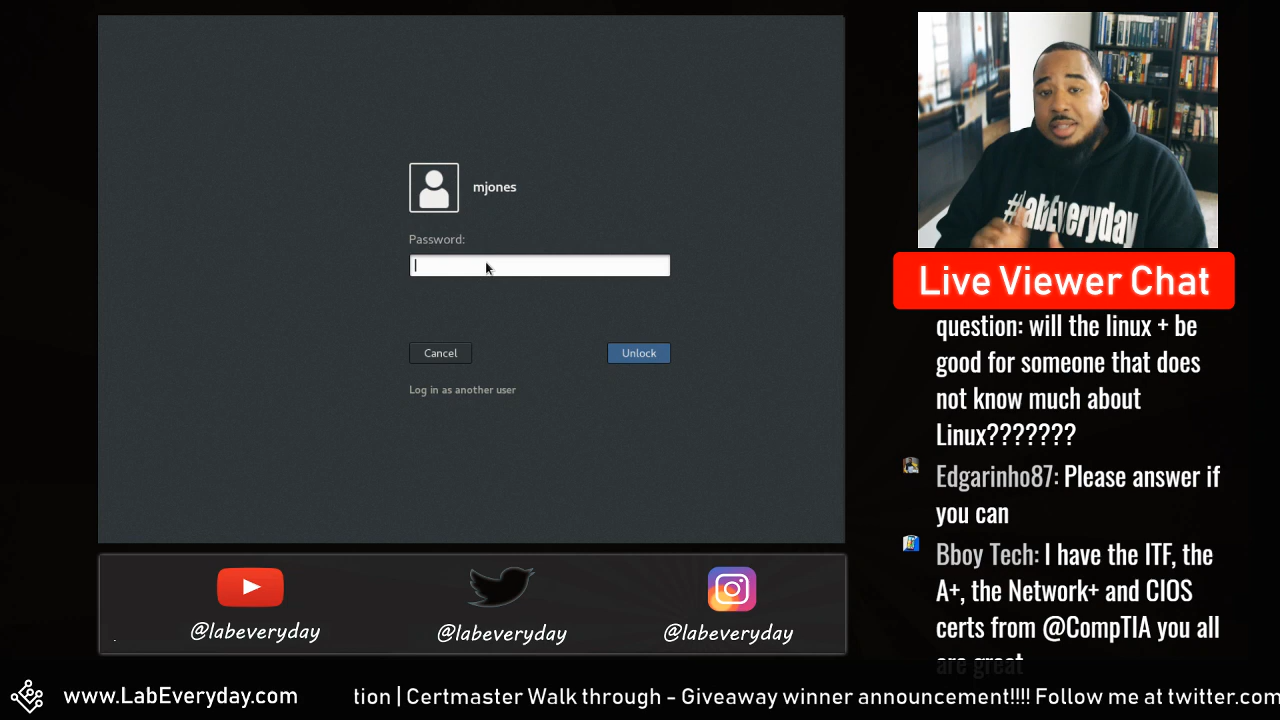 mjones
Password:
Cancel
Unlock
Log in as another user
#LabEveryday
Live Viewer Chat
question: will the linux + be
good for someone that does
not know much about
Linux???????
Edgarinho87: Please answer if
you can
Bboy Tech: I have the ITF, the
A+, the Network+ and CIOS
certs from @CompTIA you all
are great
@labeveryday
@labeveryday
@labeveryday
www.LabEveryday.com
tion | Certmaster Walk through - Giveaway winner announcement!!!! Follow me at twitter.com